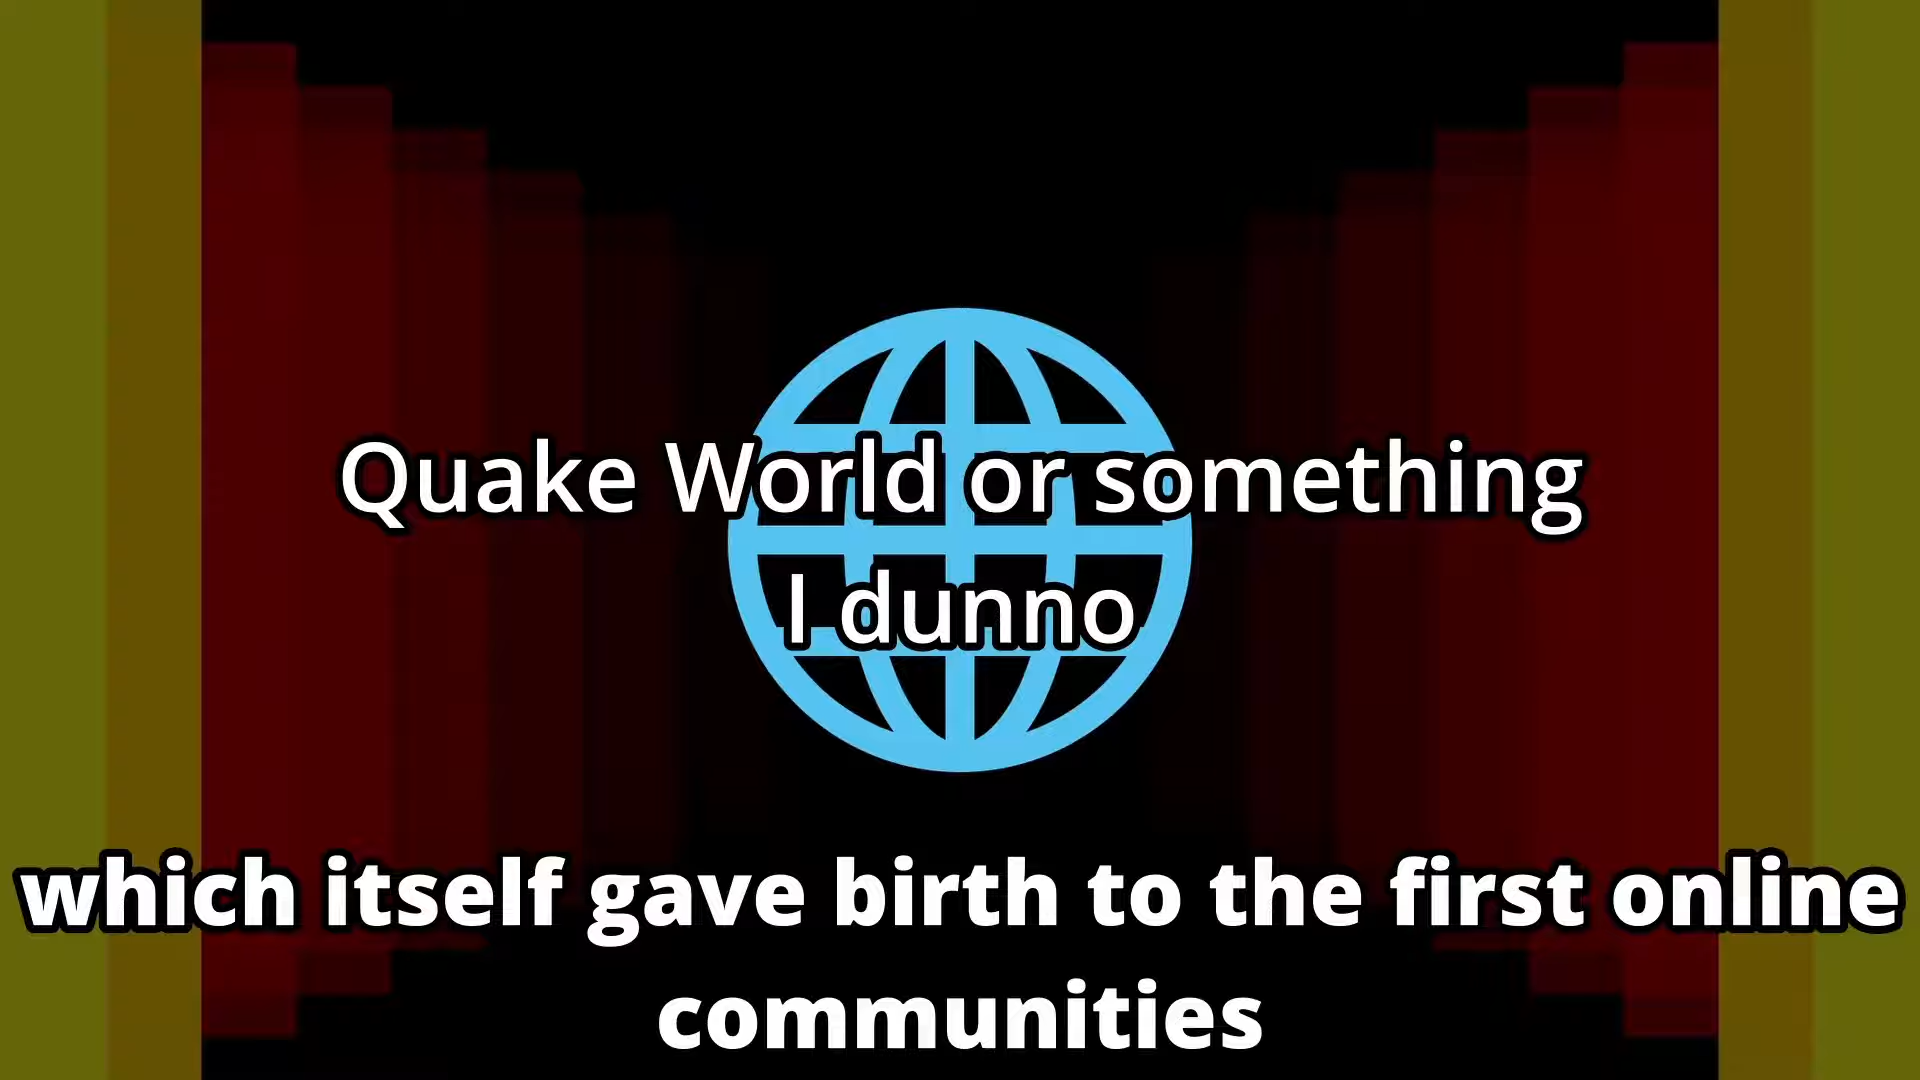 Quake World or something
I dunno
which itself gave birth to the first online
communities